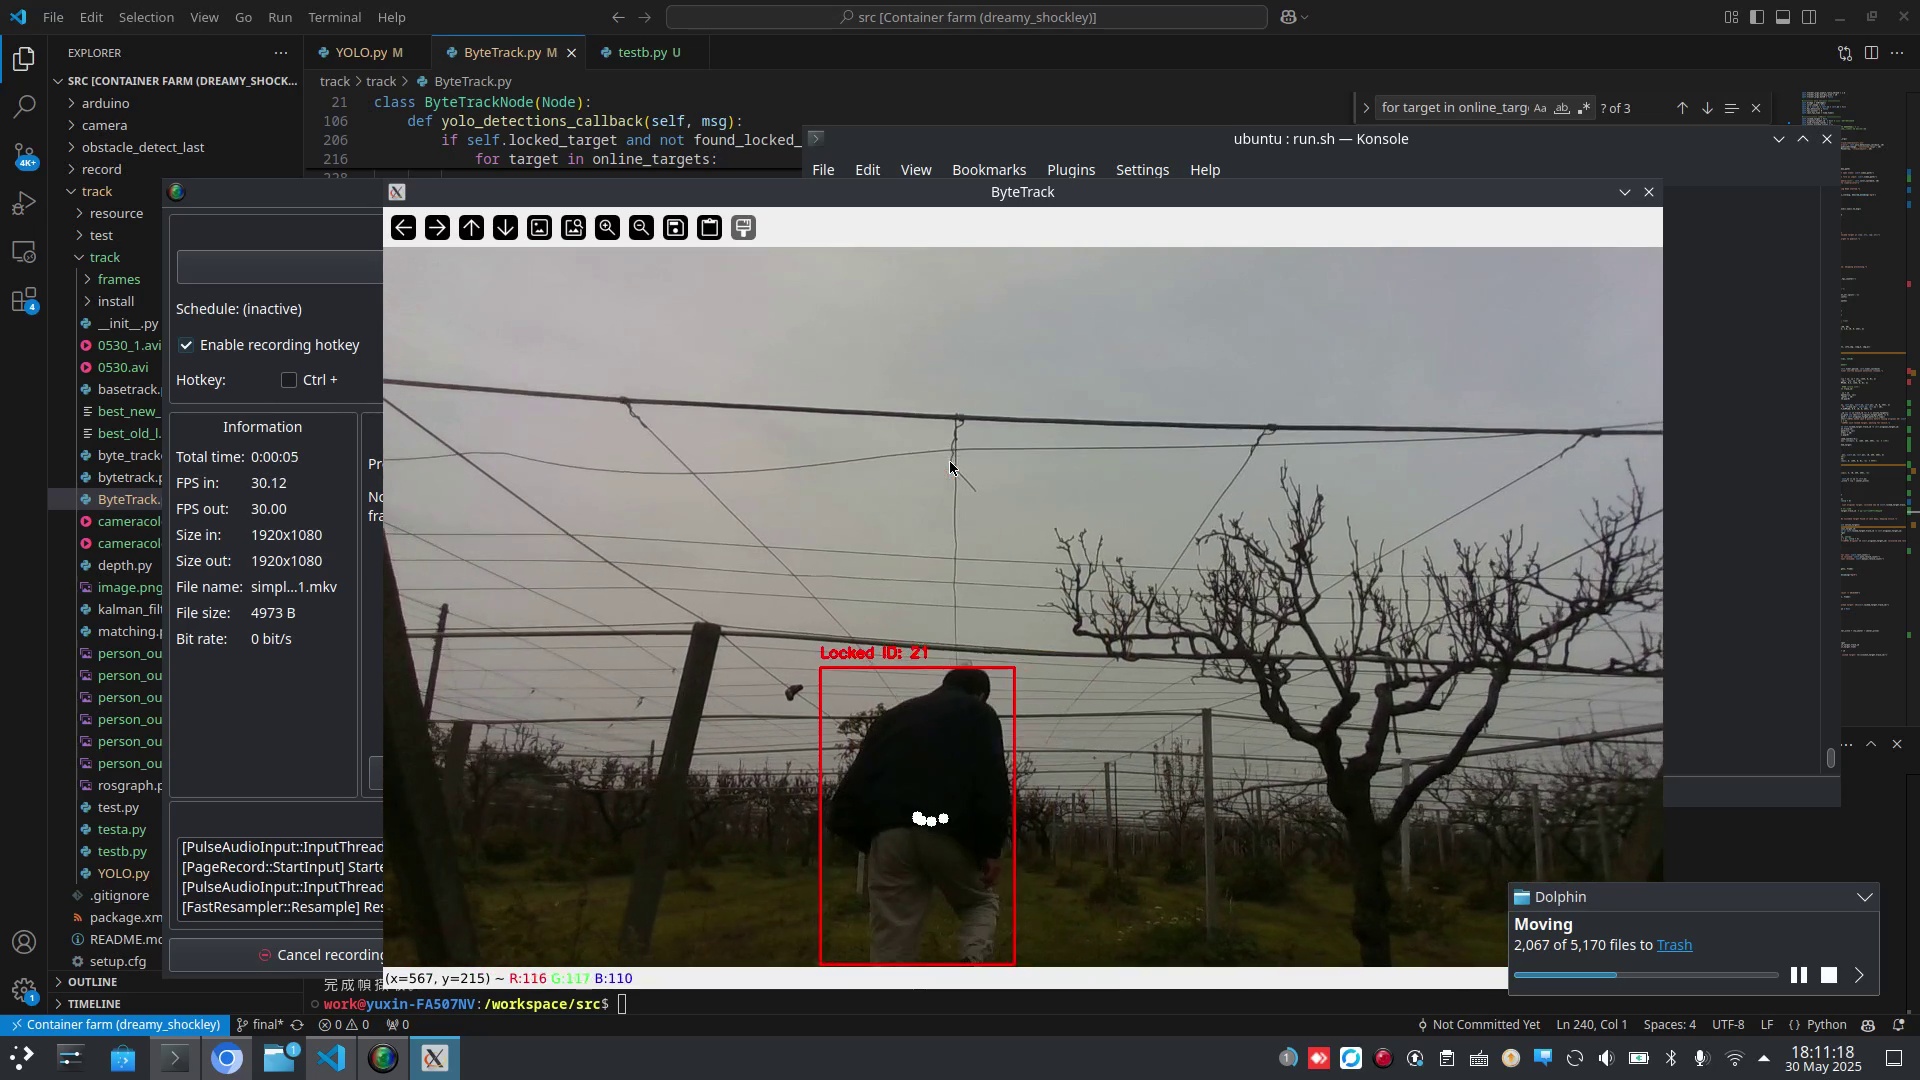 File Edit Selection View Go Run Terminal Help
src [Container farm (dreamy_shockley)]
EXPLORER
SRC [CONTAINER FARM (DREAMY_SHOCK...
arduino
camera
obstacle_detect_last
record
track
resource
test
track
frames
install
__init__.py
0530_1.avi
0530.avi
basetrack.
best_new_
best_old_l.
byte_track
bytetrack.p
ByteTrack.
cameracol
cameracol
depth.py
image.png
kalman_filt
matching.p
person_ou
person_ou
person_ou
person_ou
person_ou
person_ou
rosgraph.p
test.py
testa.py
testb.py
YOLO.py
.gitignore
package.xm
README.md
setup.cfg
OUTLINE
TIMELINE
YOLO.py M
ByteTrack.py M
testb.py U
track > track > ByteTrack.py
21 class ByteTrackNode(Node):
106 def yolo_detections_callback(self, msg):
206 if self.locked_target and not found_locked_
216 for target in online_targets:
for target in online_targ
Aa ab ? of 3
ubuntu : run.sh — Konsole
File Edit View Bookmarks Plugins Settings Help
Schedule: (inactive)
Enable recording hotkey
Hotkey: Ctrl +
Information
Total time: 0:00:05
FPS in: 30.12
FPS out: 30.00
Size in: 1920x1080
Size out: 1920x1080
File name: simpl...1.mkv
File size: 4973 B
Bit rate: 0 bit/s
Pr
No
fra
[PulseAudioInput::InputThread
[PageRecord::StartInput] Starte
[PulseAudioInput::InputThread
[FastResampler::Resample] Res
Cancel recording
ByteTrack
Locked ID: 21
(x=567, y=215) ~ R:116 G:117 B:110
work@yuxin-FA507NV:/workspace/src$
Dolphin
Moving
2,067 of 5,170 files to Trash
Container farm (dreamy_shockley) final* 0 0 0
Not Committed Yet Ln 240, Col 1 Spaces: 4 UTF-8 LF Python
4K+
4
1
1
1
18:11:18
30 May 2025